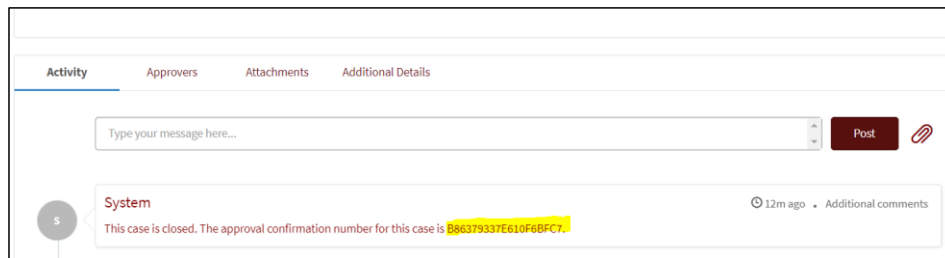 Activity Approvers Attachments Additional Details
Type your message here...
Post
S
System
12m ago • Additional comments
This case is closed. The approval confirmation number for this case is B86379337E610F6BFC7.